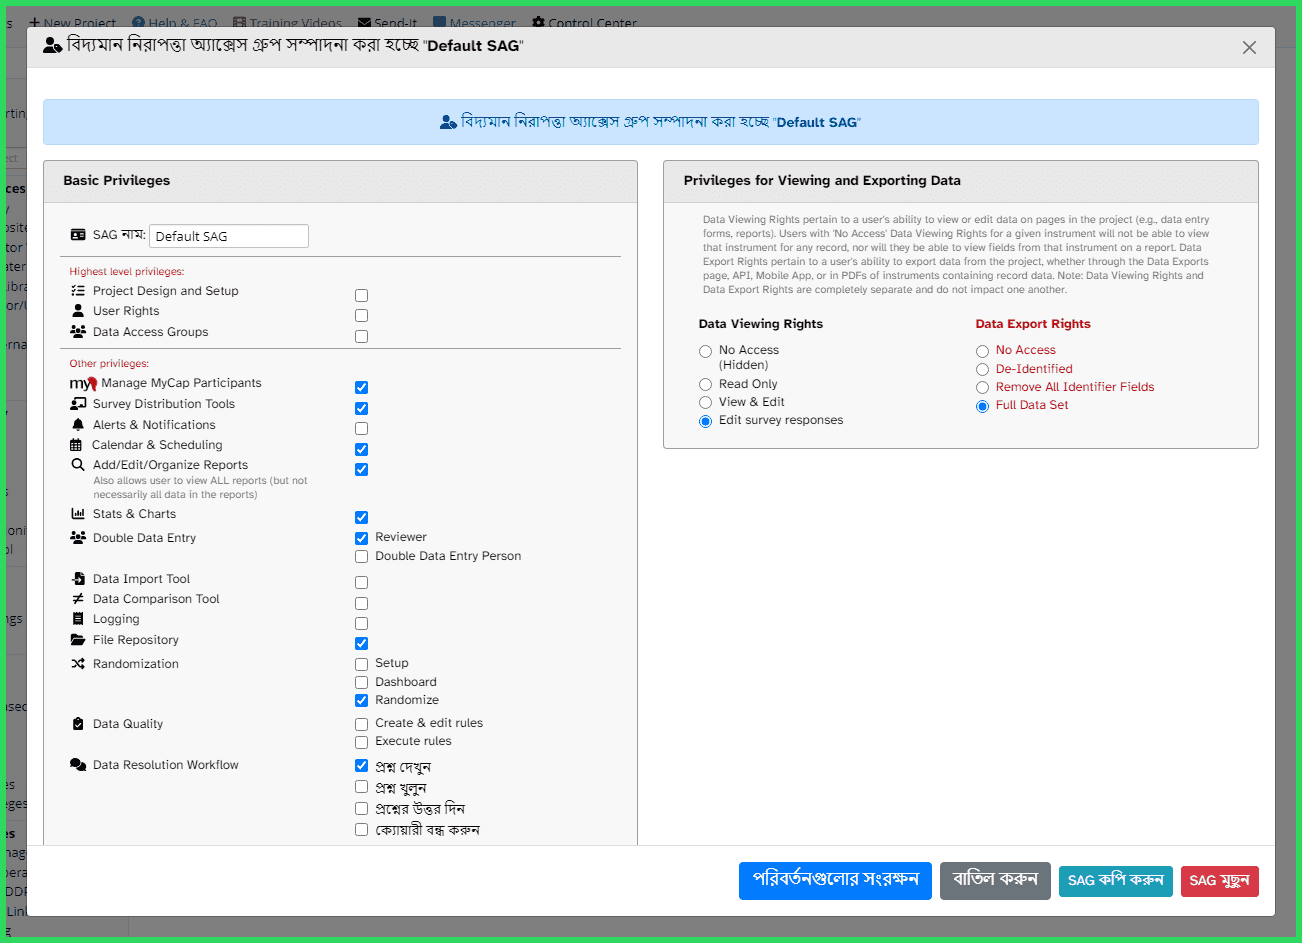 New Project Help & FAQ Training Videos Send-It Messenger Control Center
বিদ্যমান নিরাপত্তা অ্যাক্সেস গ্রুপ সম্পাদনা করা হচ্ছে "Default SAG"
বিদ্যমান নিরাপত্তা অ্যাক্সেস গ্রুপ সম্পাদনা করা হচ্ছে "Default SAG"
Basic Privileges
SAG নাম: Default SAG
Highest level privileges:
Project Design and Setup
User Rights
Data Access Groups
Other privileges:
my Manage MyCap Participants
Survey Distribution Tools
Alerts & Notifications
Calendar & Scheduling
Add/Edit/Organize Reports
Also allows user to view ALL reports (but not
necessarily all data in the reports)
Stats & Charts
Double Data Entry Reviewer
Double Data Entry Person
Data Import Tool
Data Comparison Tool
Logging
File Repository
Randomization Setup
Dashboard
Randomize
Data Quality Create & edit rules
Execute rules
Data Resolution Workflow প্রশ্ন দেখুন
প্রশ্ন খুলুন
প্রশ্নের উত্তর দিন
ক্যোয়ারী বন্ধ করুন
Privileges for Viewing and Exporting Data
Data Viewing Rights pertain to a user's ability to view or edit data on pages in the project (e.g., data entry
forms, reports). Users with 'No Access' Data Viewing Rights for a given instrument will not be able to view
that instrument for any record, nor will they be able to view fields from that instrument on a report. Data
Export Rights pertain to a user's ability to export data from the project, whether through the Data Exports
page, API, Mobile App, or in PDFs of instruments containing record data. Note: Data Viewing Rights and
Data Export Rights are completely separate and do not impact one another.
Data Viewing Rights
No Access
(Hidden)
Read Only
View & Edit
Edit survey responses
Data Export Rights
No Access
De-Identified
Remove All Identifier Fields
Full Data Set
পরিবর্তনগুলোর সংরক্ষন বাতিল করুন SAG কপি করুন SAG মুছুন